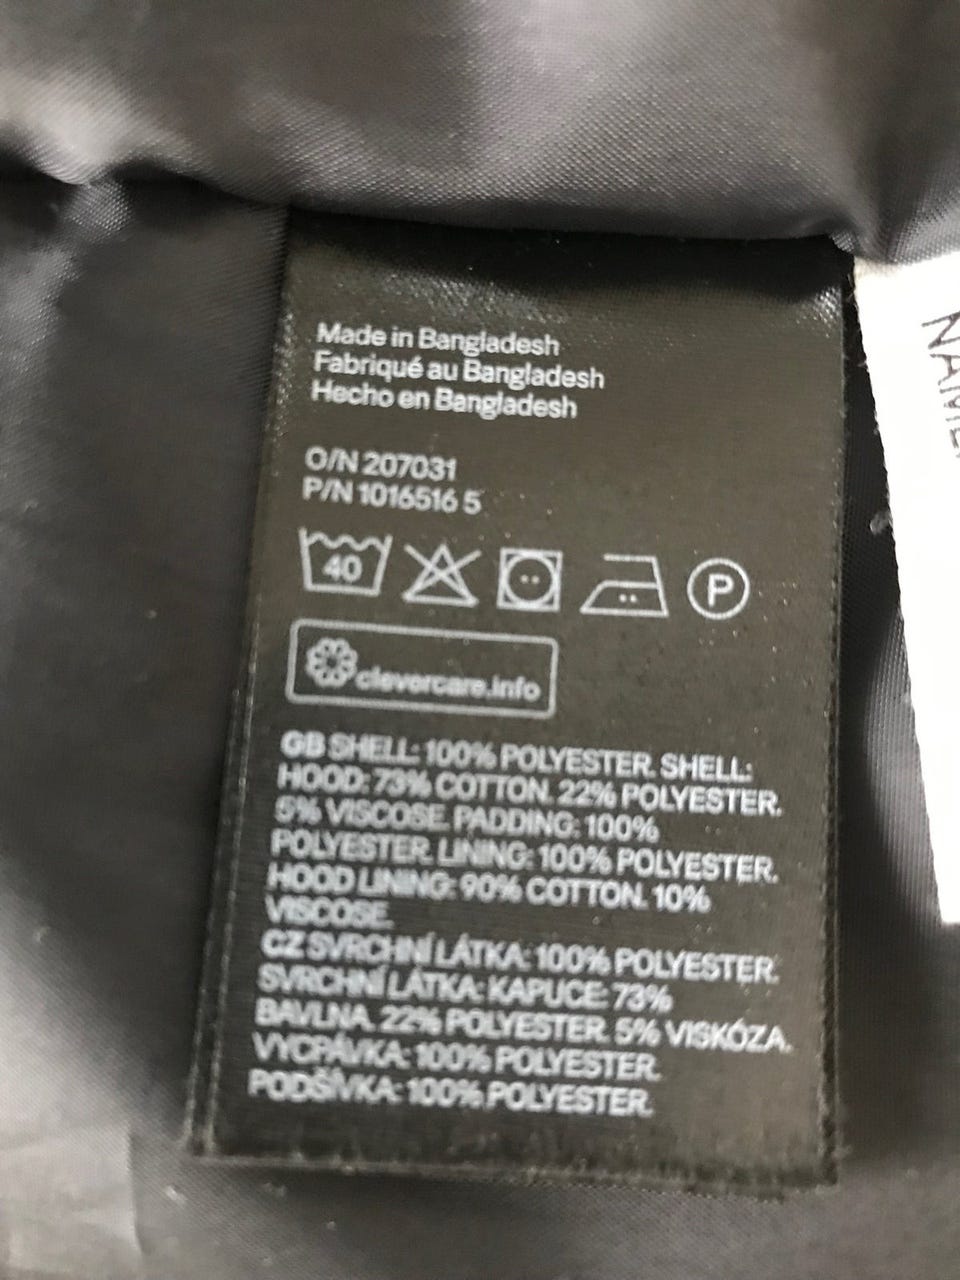 Made in Bangladesh
Fabriqué au Bangladesh
Hecho en Bangladesh
O/N 207031
P/N 1016516 5
40 P
clevercare.info
GB SHELL: 100% POLYESTER. SHELL:
HOOD: 73% COTTON. 22% POLYESTER.
5% VISCOSE. PADDING: 100%
POLYESTER. LINING: 100% POLYESTER.
HOOD LINING: 90% COTTON. 10%
VISCOSE.
CZ SVRCHNÍ LÁTKA: 100% POLYESTER.
SVRCHNÍ LÁTKA: KAPUCE: 73%
BAVLNA. 22% POLYESTER. 5% VISKÓZA.
VYCPÁVKA: 100% POLYESTER.
PODŠÍVKA: 100% POLYESTER.
NAME